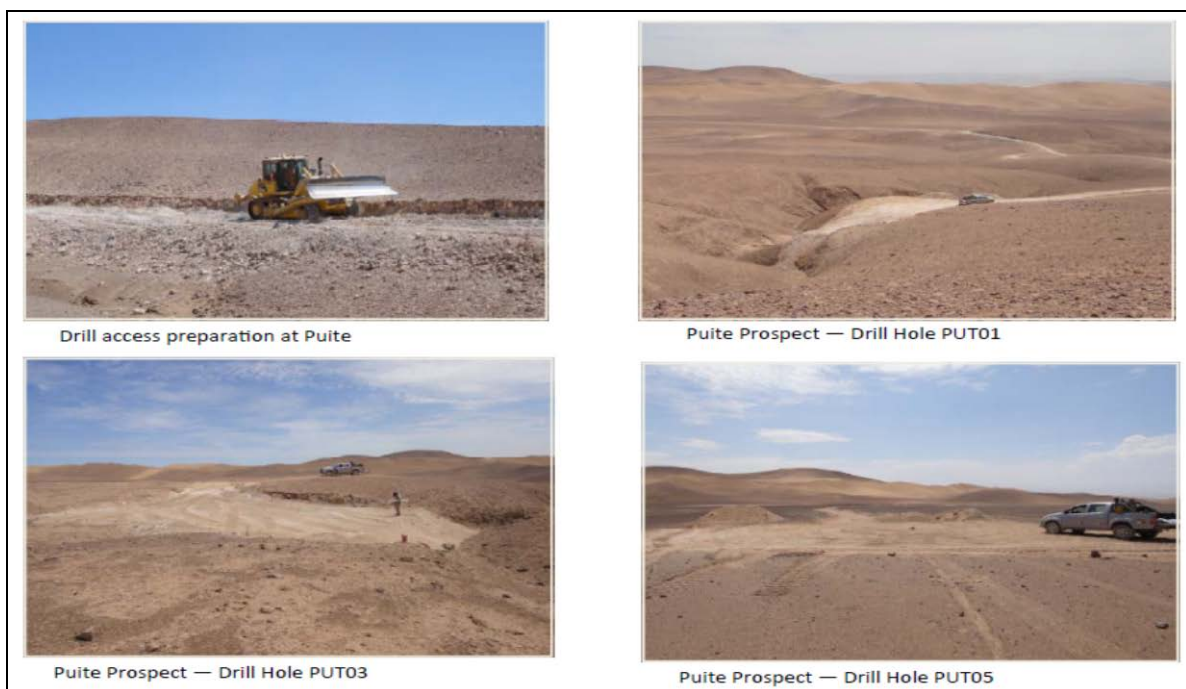 Drill access preparation at Puite
Puite Prospect — Drill Hole PUT01
Puite Prospect — Drill Hole PUT03
Puite Prospect — Drill Hole PUT05